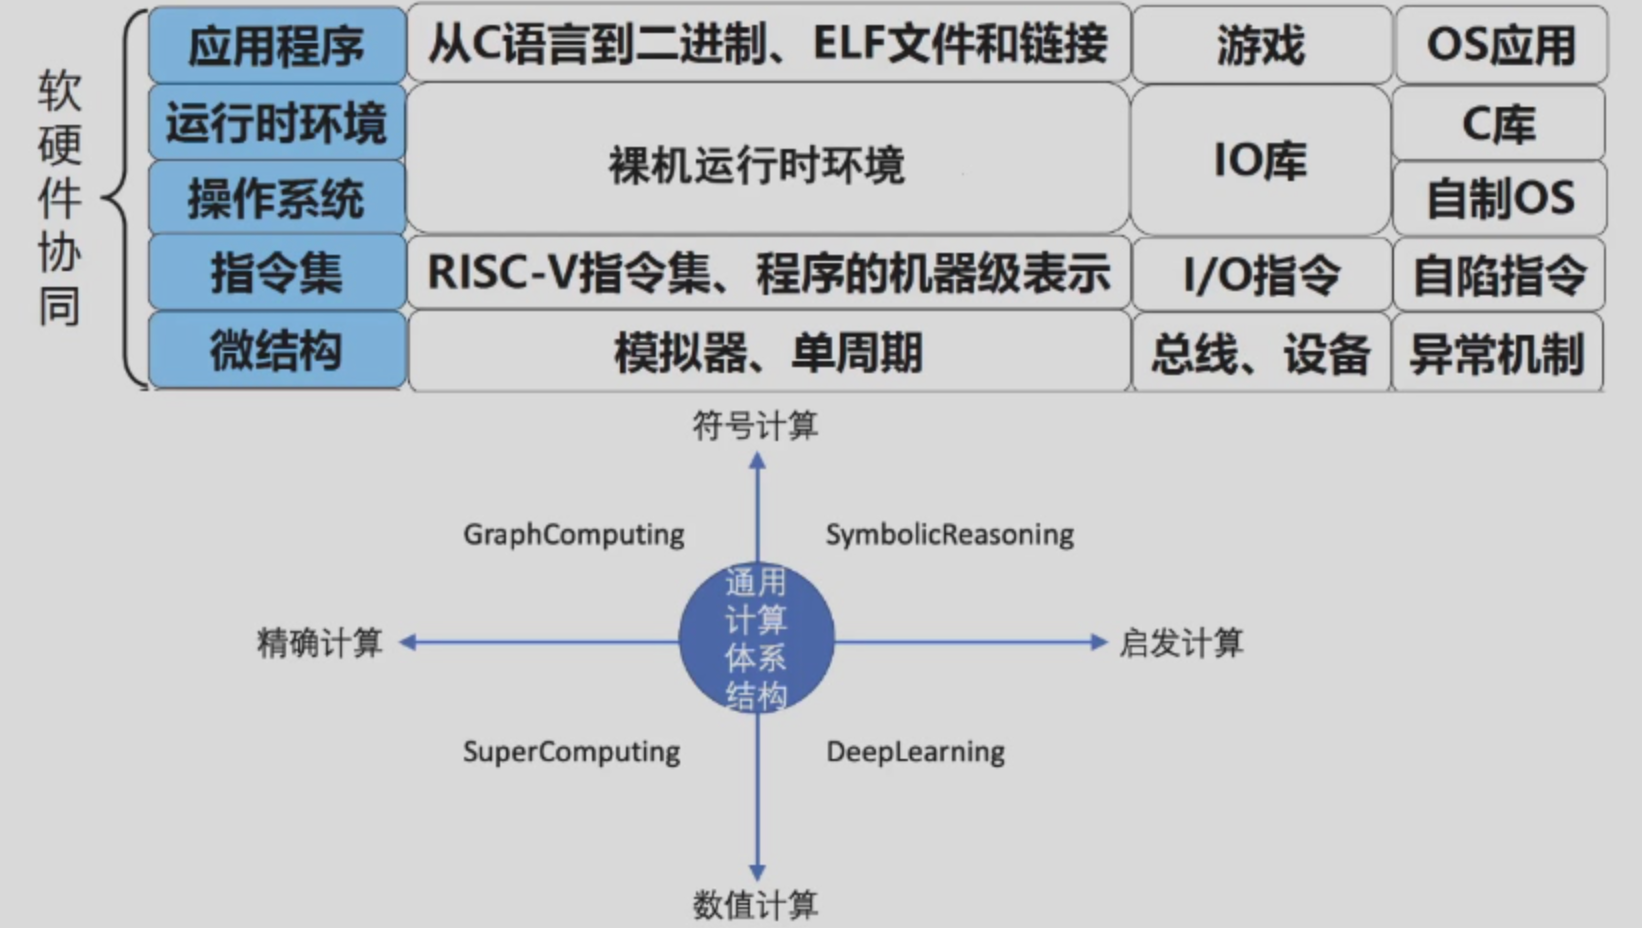 软
硬
件
协
同
应用程序
从C语言到二进制、ELF文件和链接
游戏
OS应用
运行时环境
裸机运行时环境
IO库
C库
操作系统
自制OS
指令集
RISC-V指令集、程序的机器级表示
I/O指令
自陷指令
微结构
模拟器、单周期
总线、设备
异常机制
符号计算
GraphComputing
SymbolicReasoning
通用
计算
体系
结构
精确计算
启发计算
SuperComputing
DeepLearning
数值计算